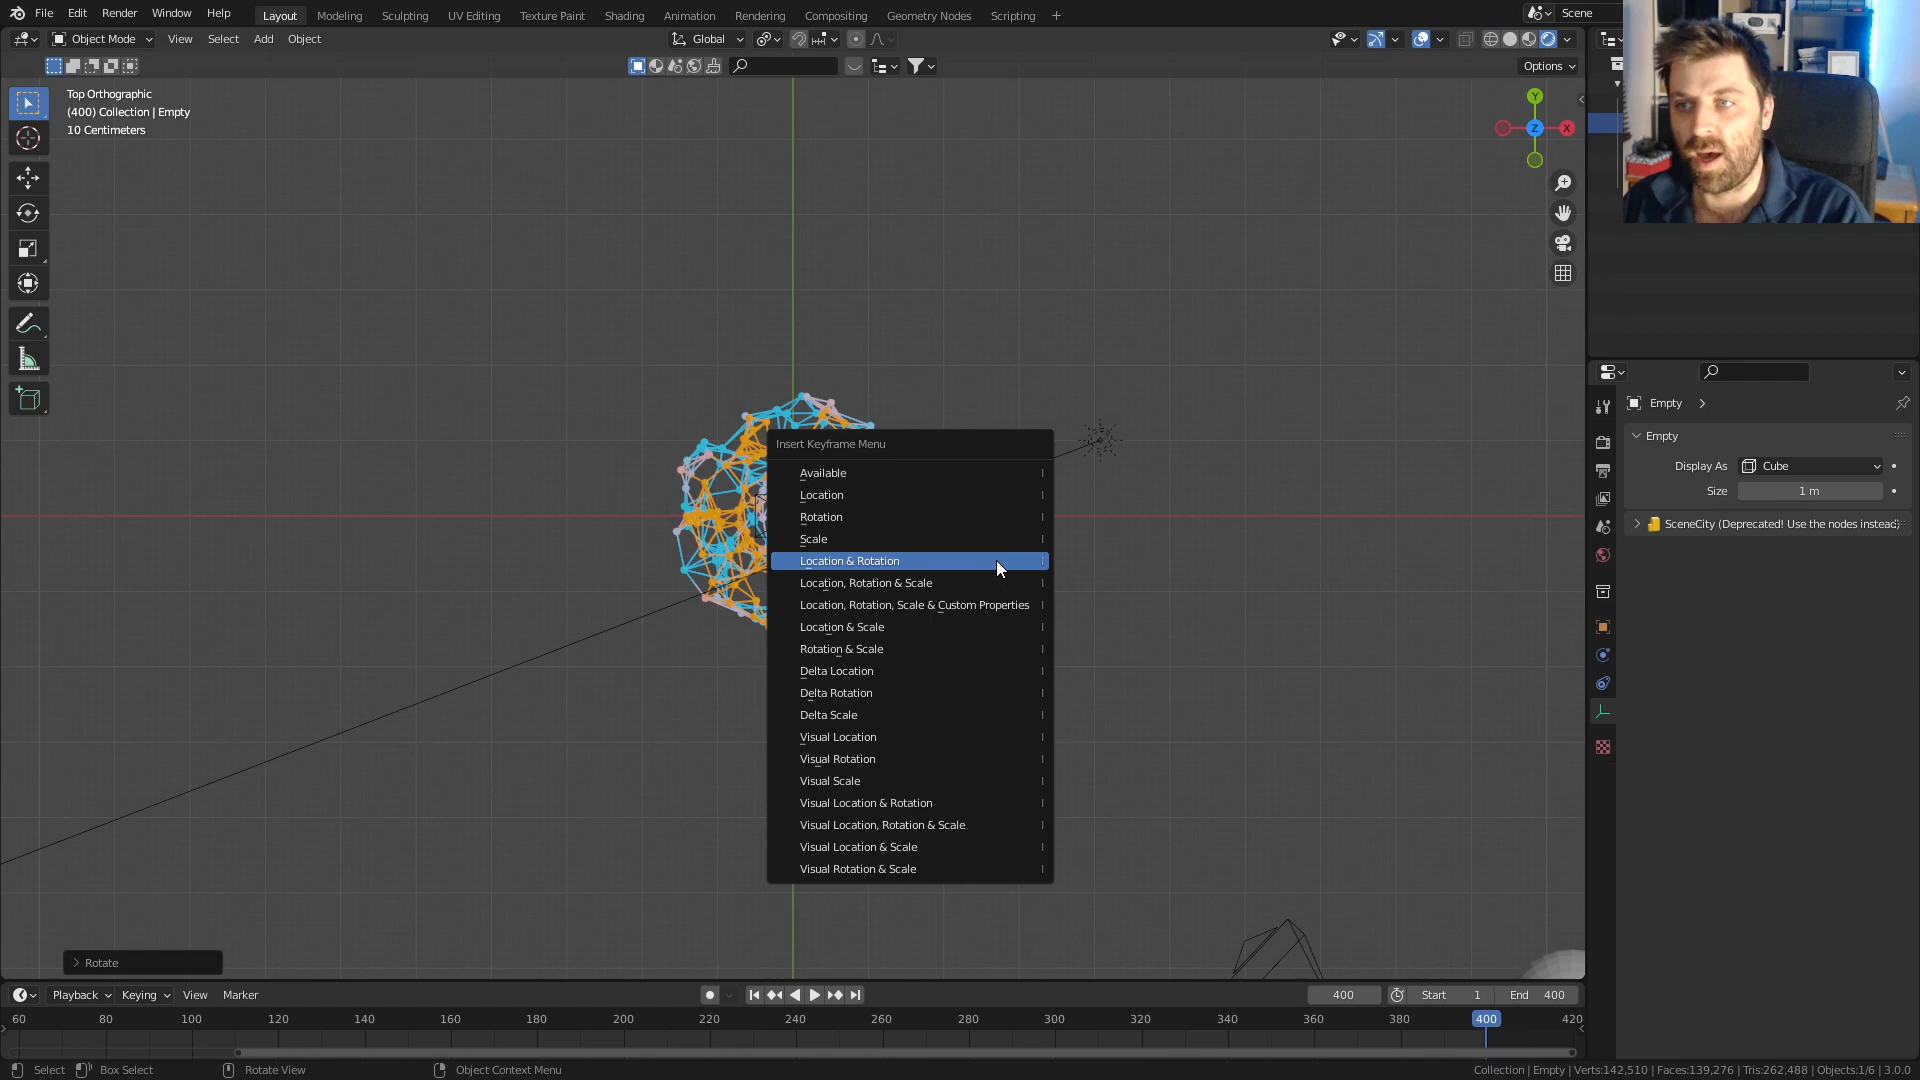 File Edit Render Window Help
Layout Modeling Sculpting UV Editing Texture Paint Shading Animation Rendering Compositing Geometry Nodes Scripting +
Scene
Object Mode View Select Add Object
Global
Options
Top Orthographic
(400) Collection | Empty
10 Centimeters
Y
Z
X
Insert Keyframe Menu
Available I
Location I
Rotation I
Scale I
Location & Rotation I
Location, Rotation & Scale I
Location, Rotation, Scale & Custom Properties I
Location & Scale I
Rotation & Scale I
Delta Location I
Delta Rotation I
Delta Scale I
Visual Location I
Visual Rotation I
Visual Scale I
Visual Location & Rotation I
Visual Location, Rotation & Scale I
Visual Location & Scale I
Visual Rotation & Scale I
Empty
Empty
Display As Cube
Size 1 m
SceneCity (Deprecated! Use the nodes instead
Rotate
Playback Keying View Marker
400 Start 1 End 400
60 80 100 120 140 160 180 200 220 240 260 280 300 320 340 360 380 400 420
Select Box Select Rotate View Object Context Menu
Collection | Empty | Verts:142,510 | Faces:139,276 | Tris:262,488 | Objects:1/6 | 3.0.0